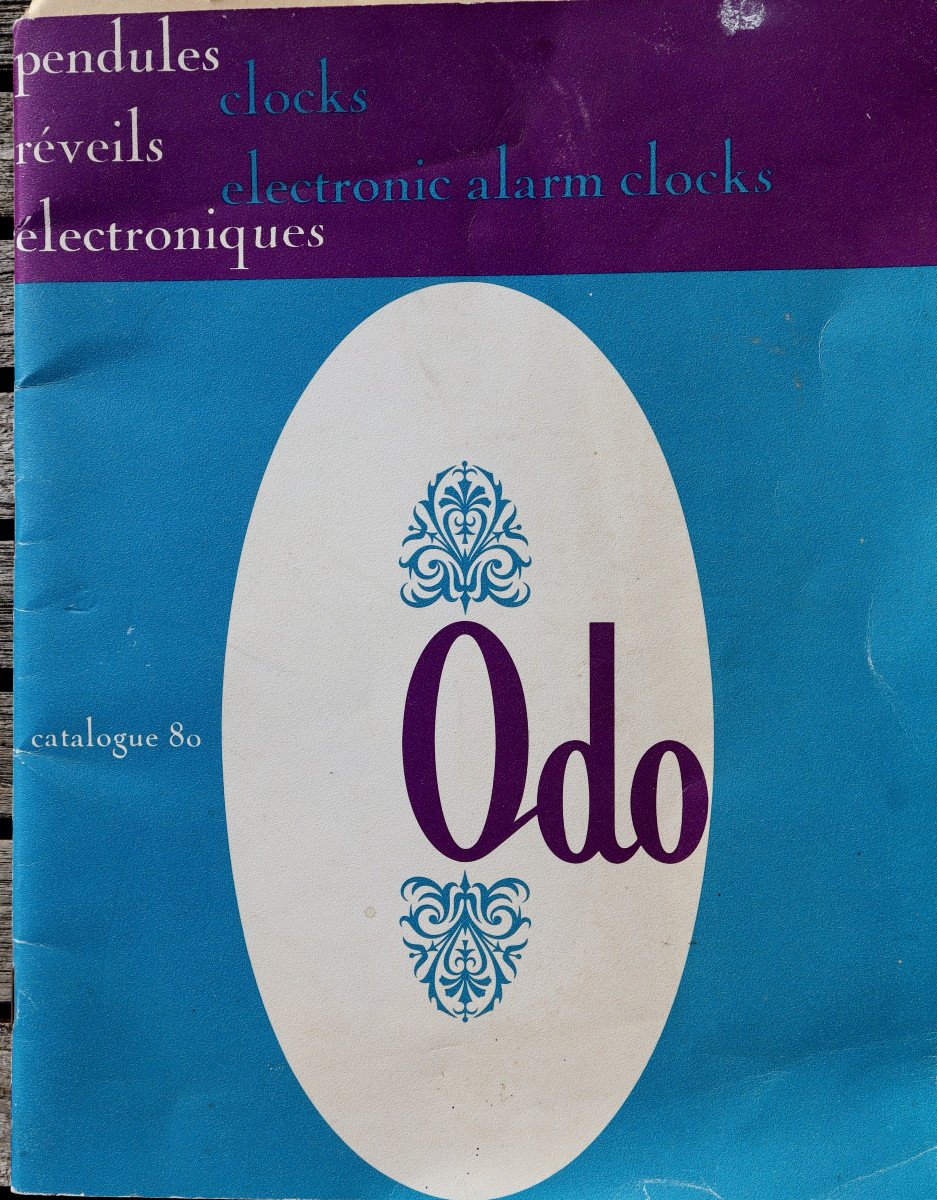 pendules
clocks
réveils
electronic alarm clocks
électroniques
Odo
catalogue 80